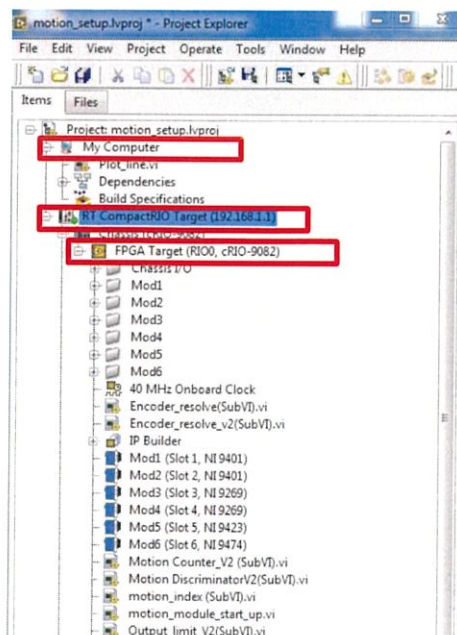 motion_setup.lvproj * - Project Explorer
File Edit View Project Operate Tools Window Help
Items Files
Project: motion_setup.lvproj
My Computer
Plot_line.vi
Dependencies
Build Specifications
RT CompactRIO Target (192.168.1.1)
Chassis (cRIO-9082)
FPGA Target (RIO0, cRIO-9082)
Chassis I/O
Mod1
Mod2
Mod3
Mod4
Mod5
Mod6
40 MHz Onboard Clock
Encoder_resolve(SubVI).vi
Encoder_resolve_v2(SubVI).vi
IP Builder
Mod1 (Slot 1, NI 9401)
Mod2 (Slot 2, NI 9401)
Mod3 (Slot 3, NI 9269)
Mod4 (Slot 4, NI 9269)
Mod5 (Slot 5, NI 9423)
Mod6 (Slot 6, NI 9474)
Motion Counter_V2 (SubVI).vi
Motion DiscriminatorV2(SubVI).vi
motion_index (SubVI).vi
motion_module_start_up.vi
Output_limit_V2(SubVI).vi